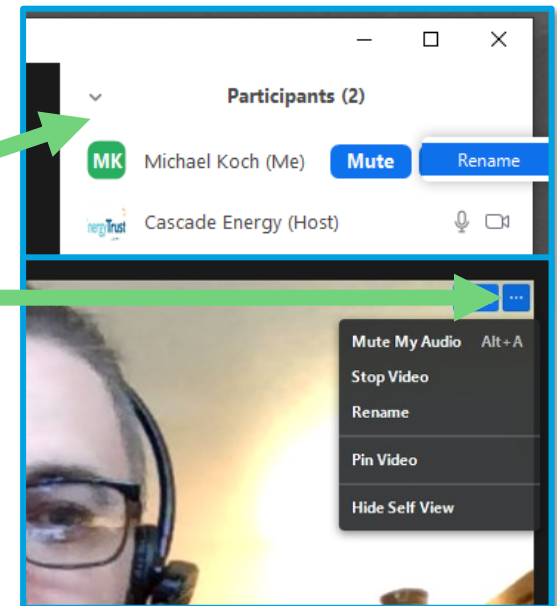 Participants (2)
MK Michael Koch (Me) Mute Rename
Cascade Energy (Host)
Mute My Audio Alt+A
Stop Video
Rename
Pin Video
Hide Self View